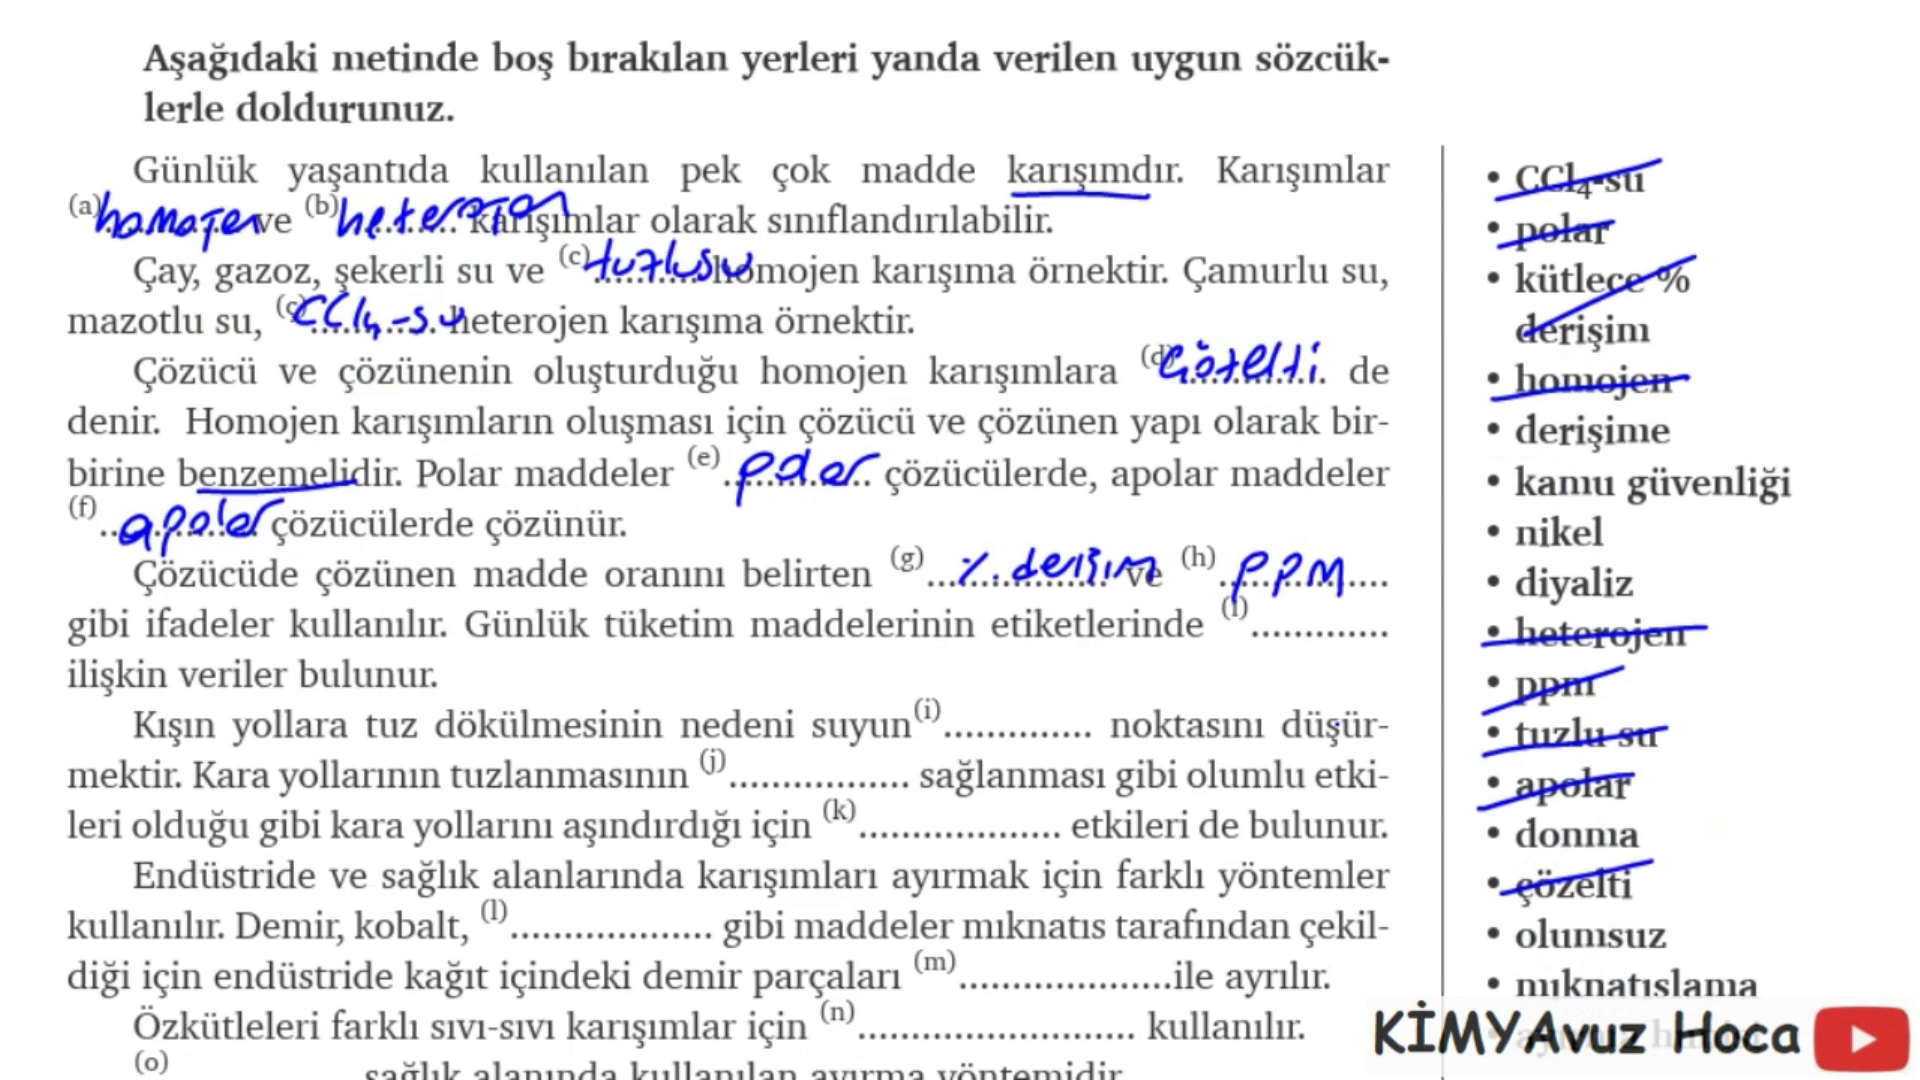 Aşağıdaki metinde boş bırakılan yerleri yanda verilen uygun sözcük-
lerle doldurunuz.
Günlük yaşantıda kullanılan pek çok madde karışımdır. Karışımlar
(a) homojen ve (b) heterojen karışımlar olarak sınıflandırılabilir.
Çay, gazoz, şekerli su ve (c) tuzlusu homojen karışıma örnektir. Çamurlu su,
mazotlu su, (ç) CCl4-su heterojen karışıma örnektir.
Çözücü ve çözünenin oluşturduğu homojen karışımlara (d) çözelti de
denir. Homojen karışımların oluşması için çözücü ve çözünen yapı olarak bir-
birine benzemelidir. Polar maddeler (e) polar çözücülerde, apolar maddeler
(f) apolar çözücülerde çözünür.
Çözücüde çözünen madde oranını belirten (g) % derişim ve (h) ppm
gibi ifadeler kullanılır. Günlük tüketim maddelerinin etiketlerinde (ı) .............
ilişkin veriler bulunur.
Kışın yollara tuz dökülmesinin nedeni suyun (i) .............. noktasını düşür-
mektir. Kara yollarının tuzlanmasının (j) ................. sağlanması gibi olumlu etki-
leri olduğu gibi kara yollarını aşındırdığı için (k) ................... etkileri de bulunur.
Endüstride ve sağlık alanlarında karışımları ayırmak için farklı yöntemler
kullanılır. Demir, kobalt, (l) ................... gibi maddeler mıknatıs tarafından çekil-
diği için endüstride kağıt içindeki demir parçaları (m) ....................ile ayrılır.
Özkütleleri farklı sıvı-sıvı karışımlar için (n) .......................... kullanılır.
(o) sağlık alanında kullanılan ayırma yöntemidir.
• CCl4-su
• polar
• kütlece %
derişim
• homojen
• derişime
• kamu güvenliği
• nikel
• diyaliz
• heterojen
• ppm
• tuzlu su
• apolar
• donma
• çözelti
• olumsuz
• mıknatıslama
KİMYAvuz Hoca